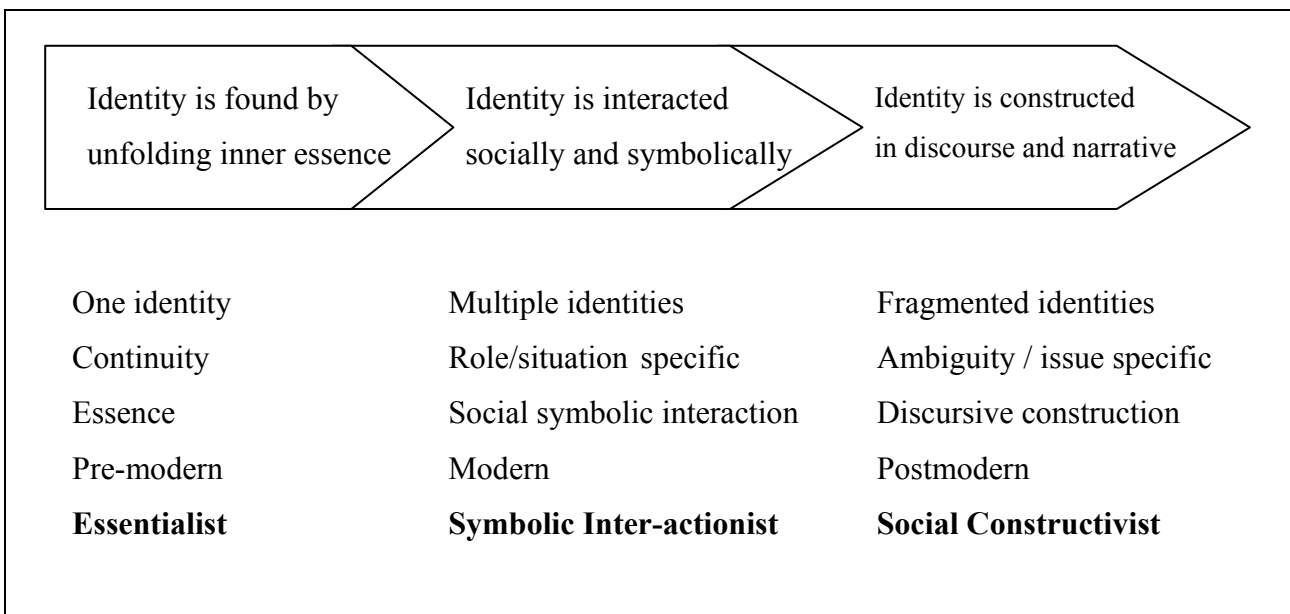 Identity is found by
unfolding inner essence
Identity is interacted
socially and symbolically
Identity is constructed
in discourse and narrative
One identity
Continuity
Essence
Pre-modern
Essentialist
Multiple identities
Role/situation specific
Social symbolic interaction
Modern
Symbolic Inter-actionist
Fragmented identities
Ambiguity / issue specific
Discursive construction
Postmodern
Social Constructivist